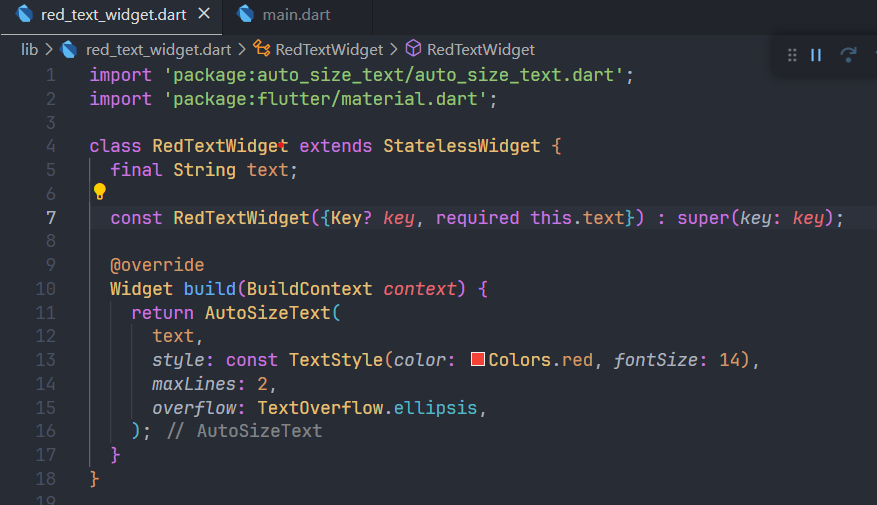 red_text_widget.dart main.dart
lib > red_text_widget.dart > RedTextWidget > RedTextWidget
1 import 'package:auto_size_text/auto_size_text.dart';
2 import 'package:flutter/material.dart';
3
4 class RedTextWidget extends StatelessWidget {
5 final String text;
6
7 const RedTextWidget({Key? key, required this.text}) : super(key: key);
8
9 @override
10 Widget build(BuildContext context) {
11 return AutoSizeText(
12 text,
13 style: const TextStyle(color: Colors.red, fontSize: 14),
14 maxLines: 2,
15 overflow: TextOverflow.ellipsis,
16 ); // AutoSizeText
17 }
18 }
19